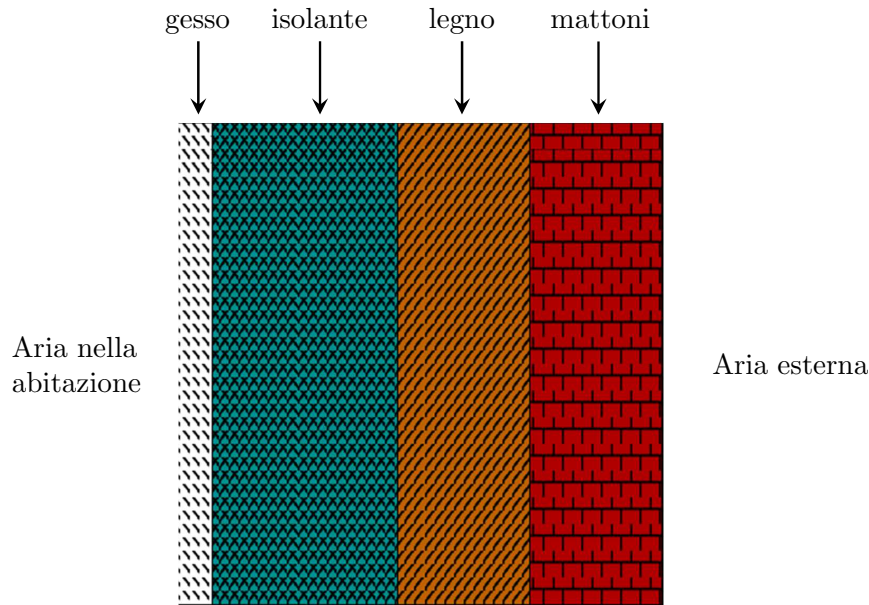 gesso isolante legno mattoni
Aria nella
abitazione
Aria esterna